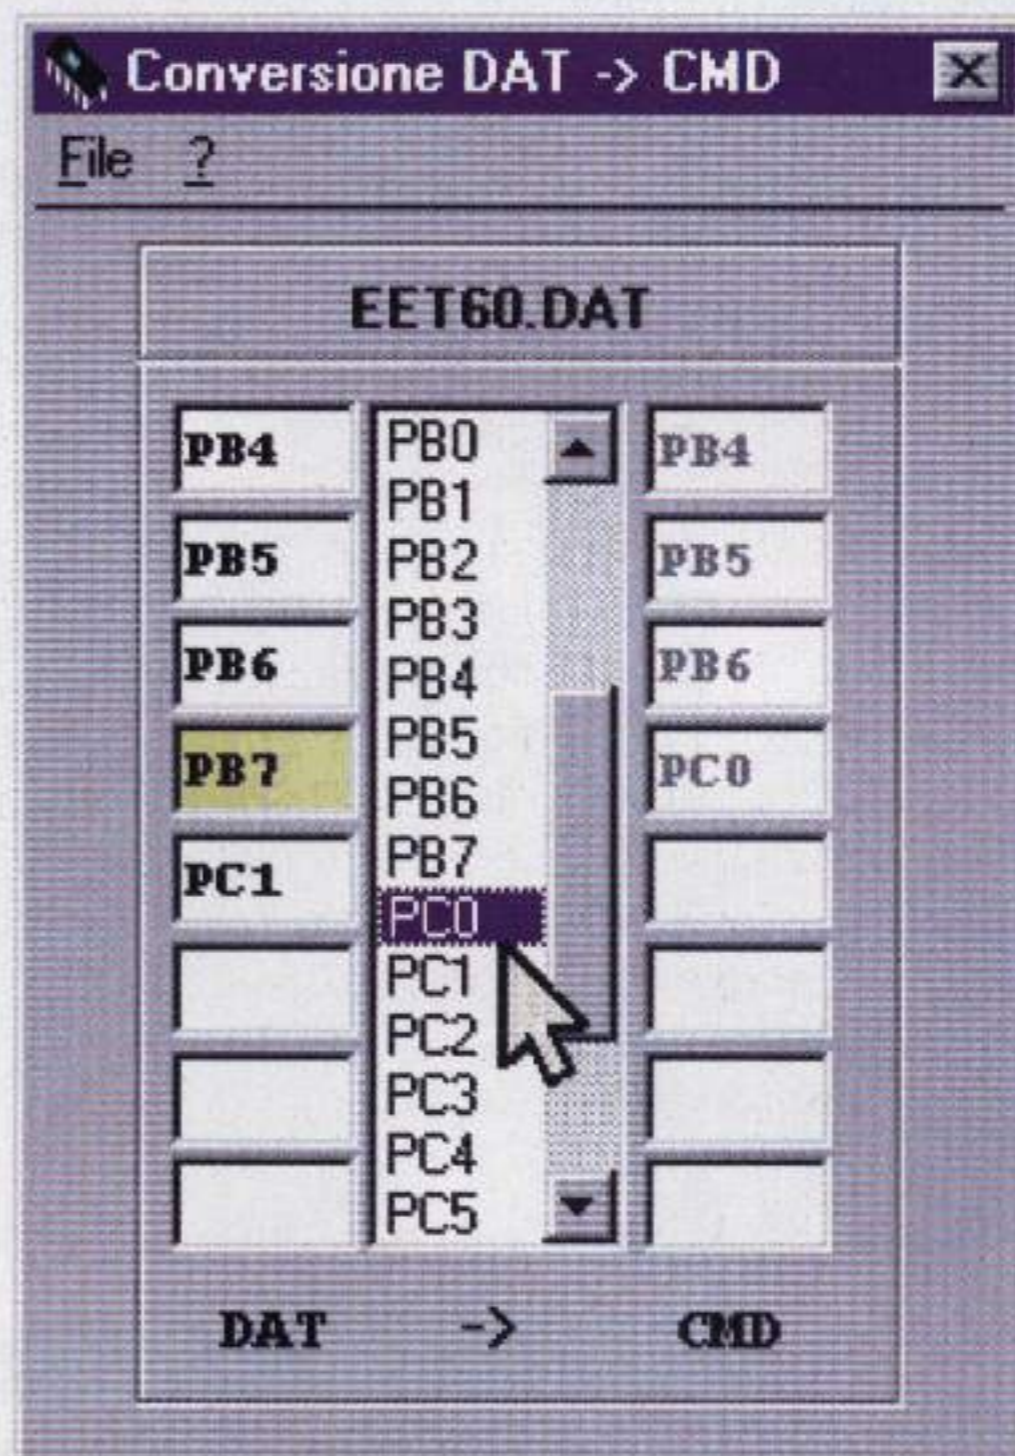 Conversione DAT -> CMD
File ?
EET60.DAT
PB4
PB5
PB6
PB7
PC1
PB0
PB1
PB2
PB3
PB4
PB5
PB6
PB7
PC0
PC1
PC2
PC3
PC4
PC5
PB4
PB5
PB6
PC0
DAT -> CMD